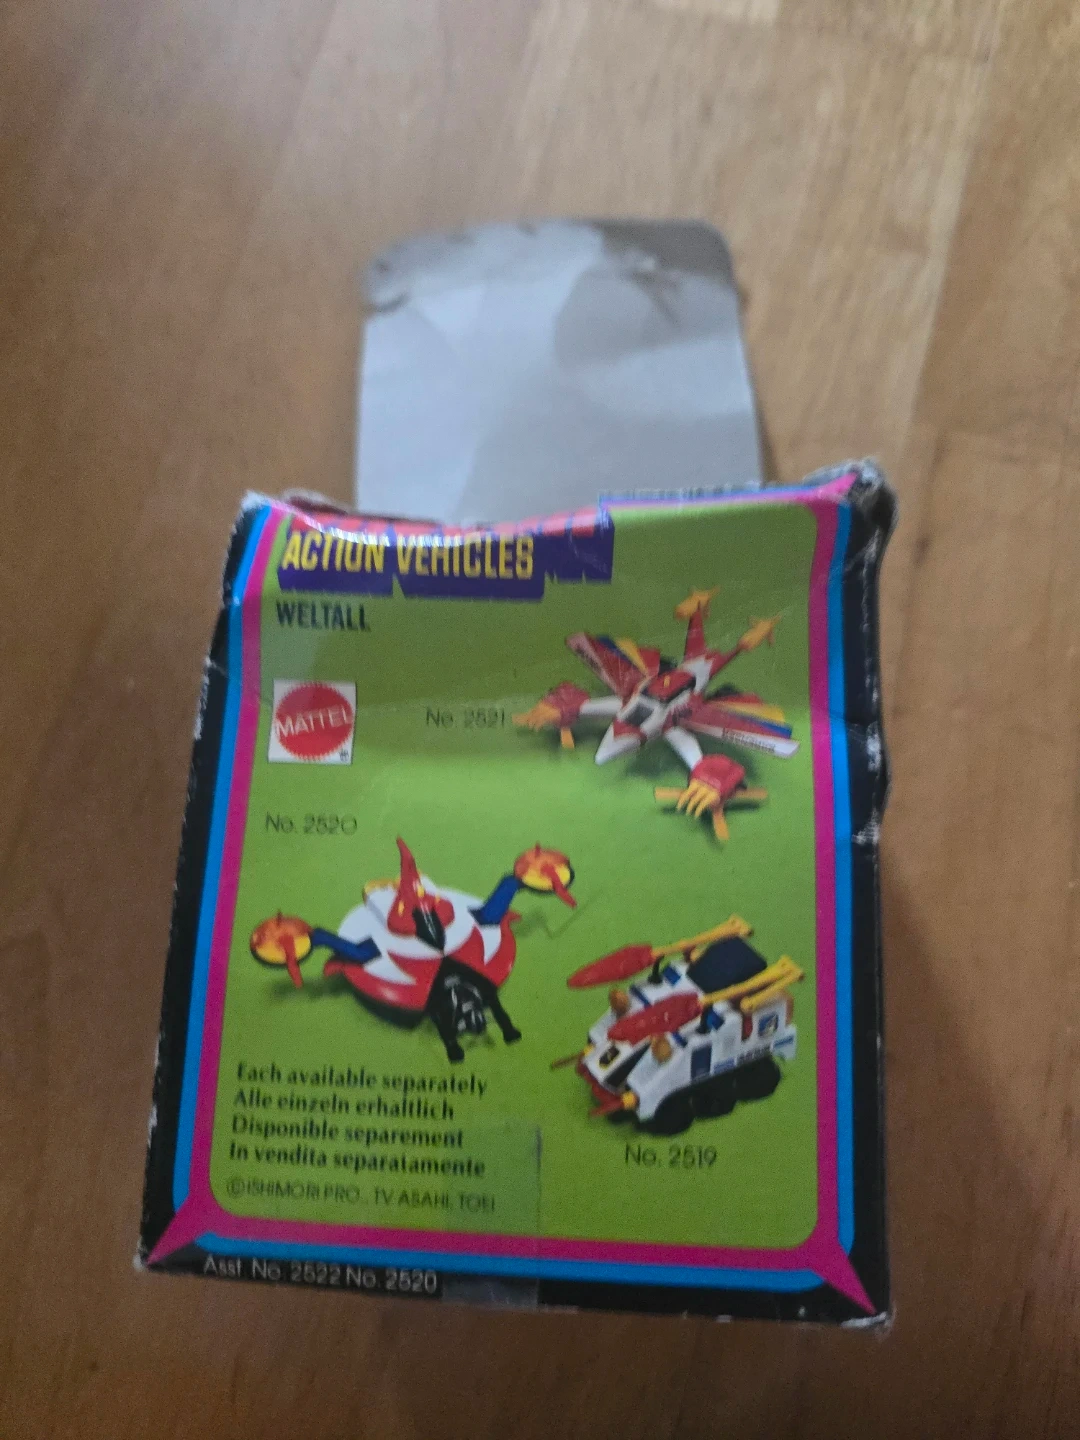 ACTION VEHICLES
WELTALL
MATTEL
®
No. 2521
No. 2520
No. 2519
Each available separately
Alle einzeln erhältlich
Disponible separement
In vendita separatamente
©ISHIMORI PRO., TV ASAHI, TOEI
Asst. No. 2522 No. 2520